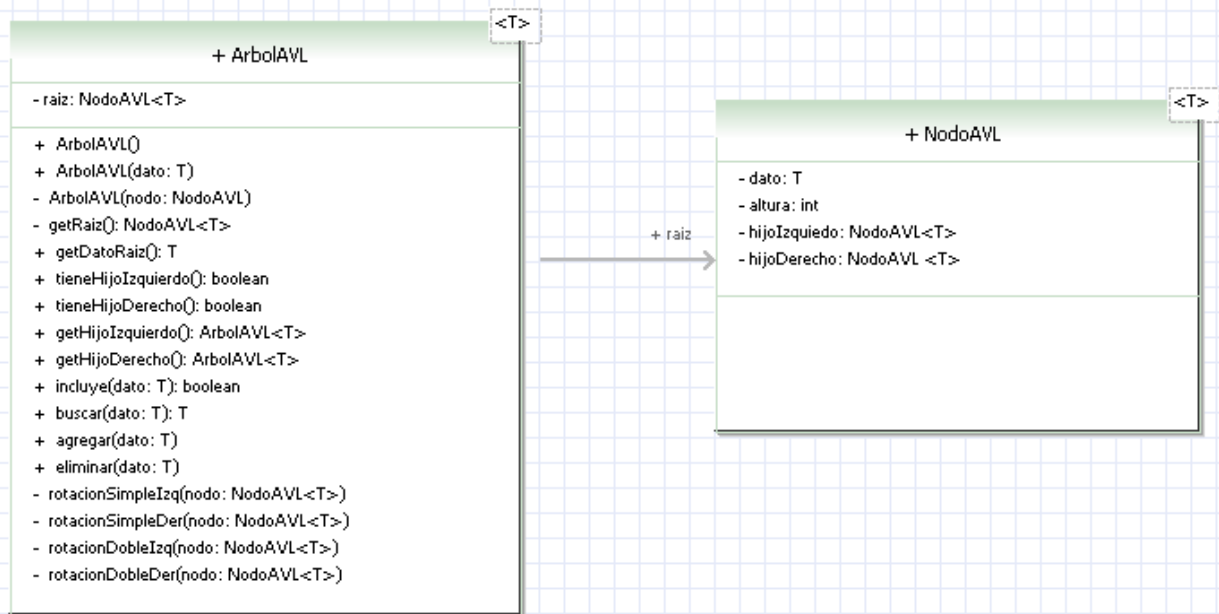 <T>
+ ArbolAVL
- raiz: NodoAVL<T>
+ ArbolAVL()
+ ArbolAVL(dato: T)
- ArbolAVL(nodo: NodoAVL)
- getRaiz(): NodoAVL<T>
+ getDatoRaiz(): T
+ tieneHijoIzquierdo(): boolean
+ tieneHijoDerecho(): boolean
+ getHijoIzquierdo(): ArbolAVL<T>
+ getHijoDerecho(): ArbolAVL<T>
+ incluye(dato: T): boolean
+ buscar(dato: T): T
+ agregar(dato: T)
+ eliminar(dato: T)
- rotacionSimpleIzq(nodo: NodoAVL<T>)
- rotacionSimpleDer(nodo: NodoAVL<T>)
- rotacionDobleIzq(nodo: NodoAVL<T>)
- rotacionDobleDer(nodo: NodoAVL<T>)
+ raiz
<T>
+ NodoAVL
- dato: T
- altura: int
- hijoIzquiedo: NodoAVL<T>
- hijoDerecho: NodoAVL <T>